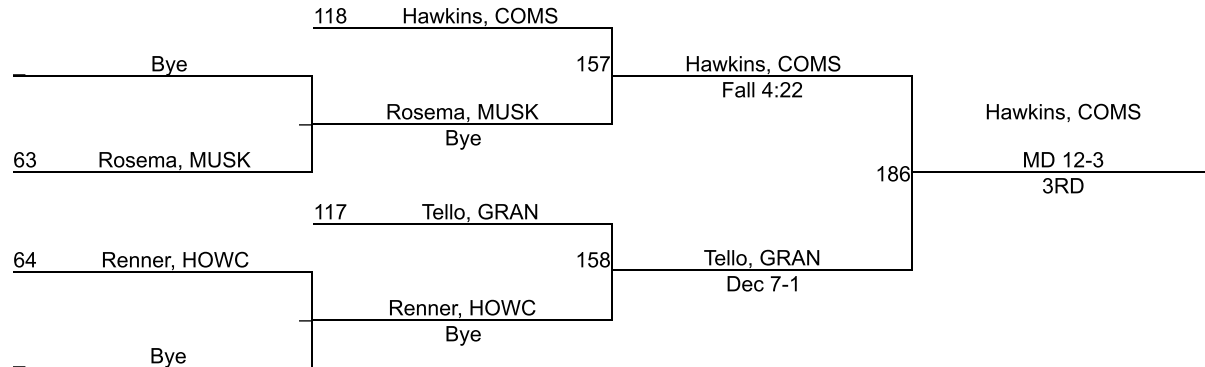 118 Hawkins, COMS
Bye
157 Hawkins, COMS
Fall 4:22
Rosema, MUSK
Bye
Hawkins, COMS
63 Rosema, MUSK
MD 12-3
186
3RD
117 Tello, GRAN
64 Renner, HOWC
158 Tello, GRAN
Dec 7-1
Renner, HOWC
Bye
Bye